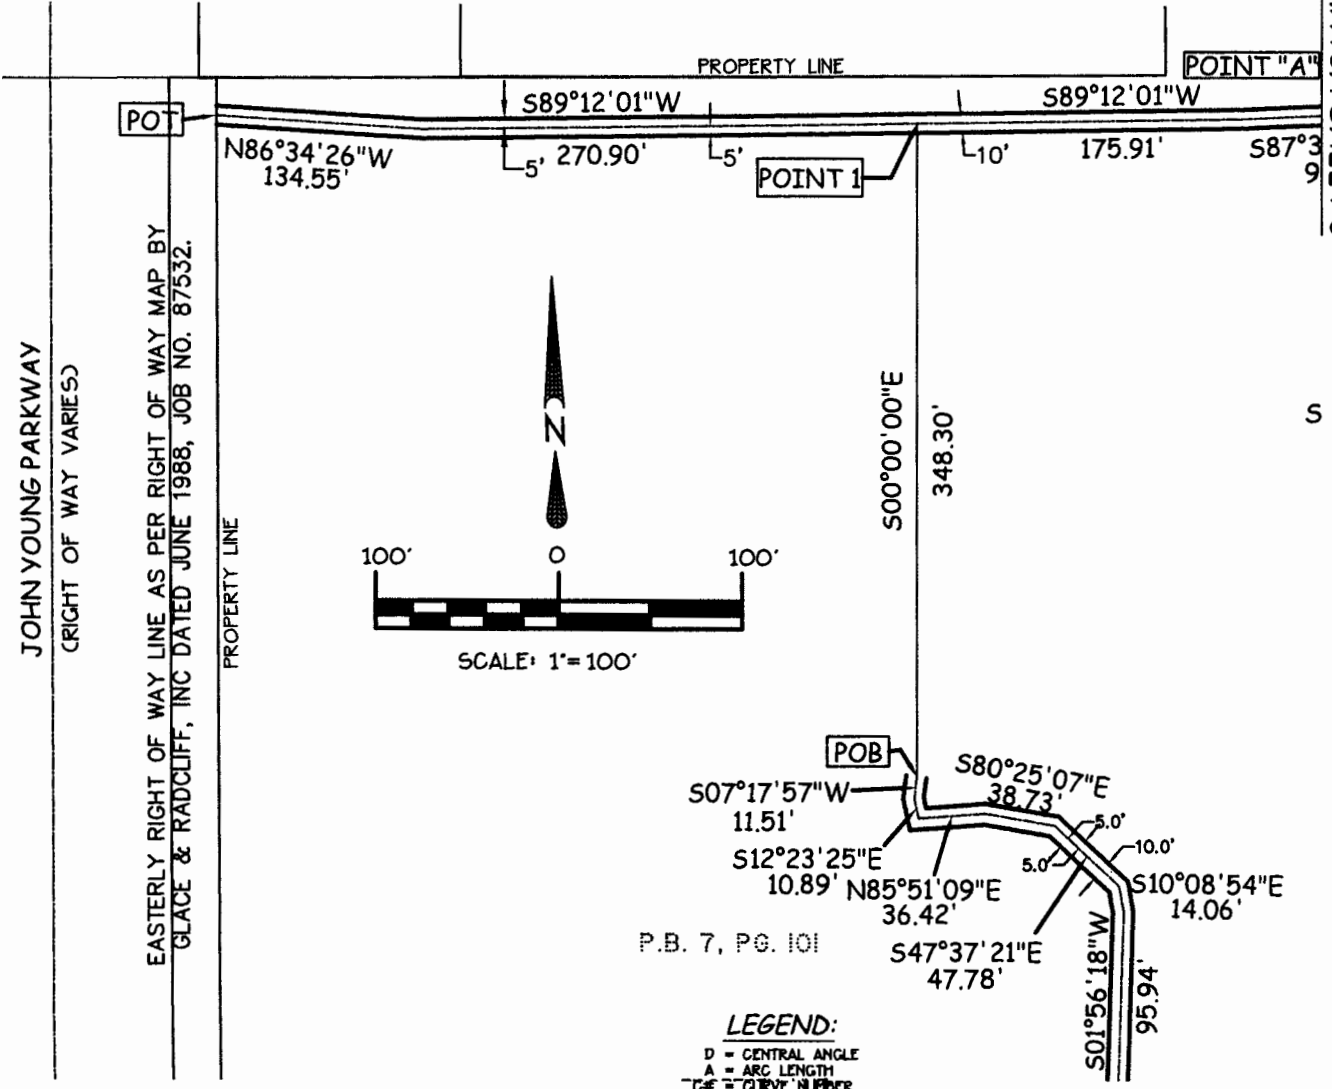 PROPERTY LINE
POINT "A"
S89°12'01"W
S89°12'01"W
POT
N86°34'26"W
134.55'
5'
270.90'
5'
10'
175.91'
S87°3
9
POINT 1
JOHN YOUNG PARKWAY
(RIGHT OF WAY VARIES)
EASTERLY RIGHT OF WAY LINE AS PER RIGHT OF WAY MAP BY
GLACE & RADCLIFF, INC DATED JUNE 1988, JOB NO. 87532.
PROPERTY LINE
N
100'
0
100'
SCALE: 1"=100'
S00°00'00"E
348.30'
S
POB
S80°25'07"E
38.73'
S07°17'57"W
11.51'
5.0'
10.0'
S12°23'25"E
10.89'
5.0'
N85°51'09"E
36.42'
S10°08'54"E
14.06'
S47°37'21"E
47.78'
P.B. 7, PG. 101
S01°56'18"W
95.94'
LEGEND:
D = CENTRAL ANGLE
A = ARC LENGTH
C# = CURVE NUMBER